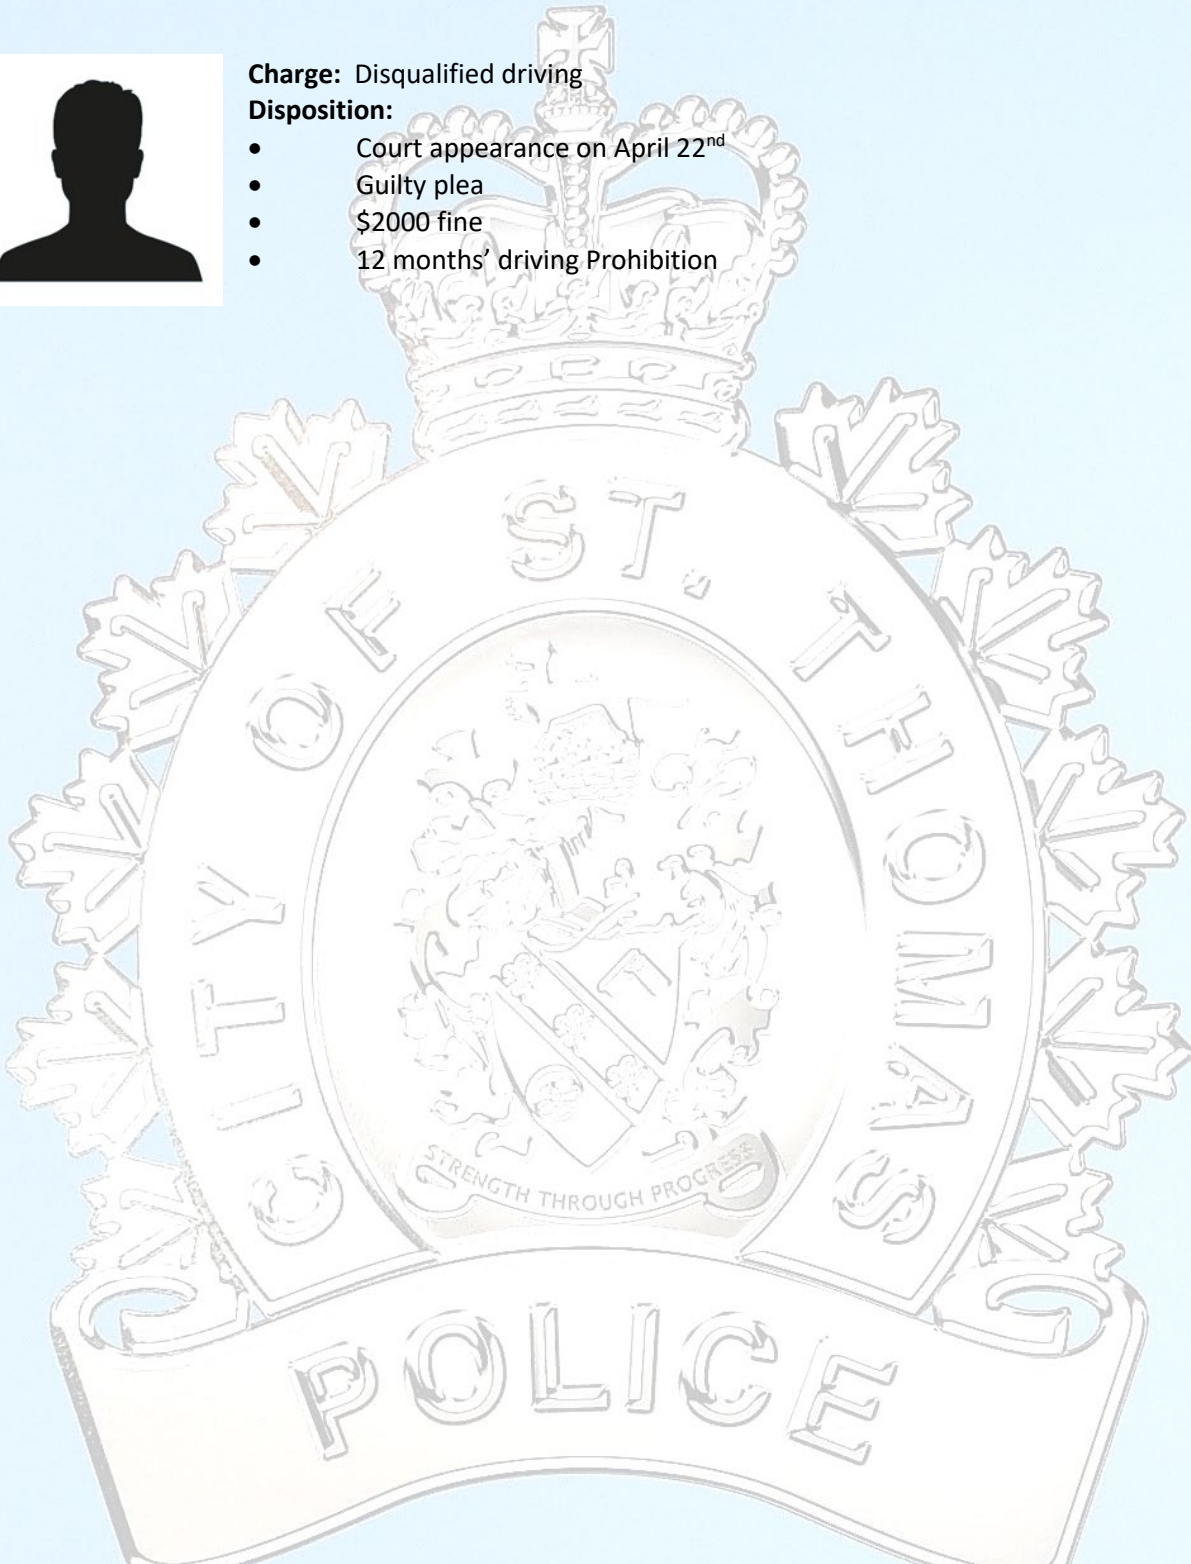 Charge: Disqualified driving
Disposition:
• Court appearance on April 22nd
• Guilty plea
• $2000 fine
• 12 months’ driving Prohibition
CITY OF ST. THOMAS
STRENGTH THROUGH PROGRESS
POLICE